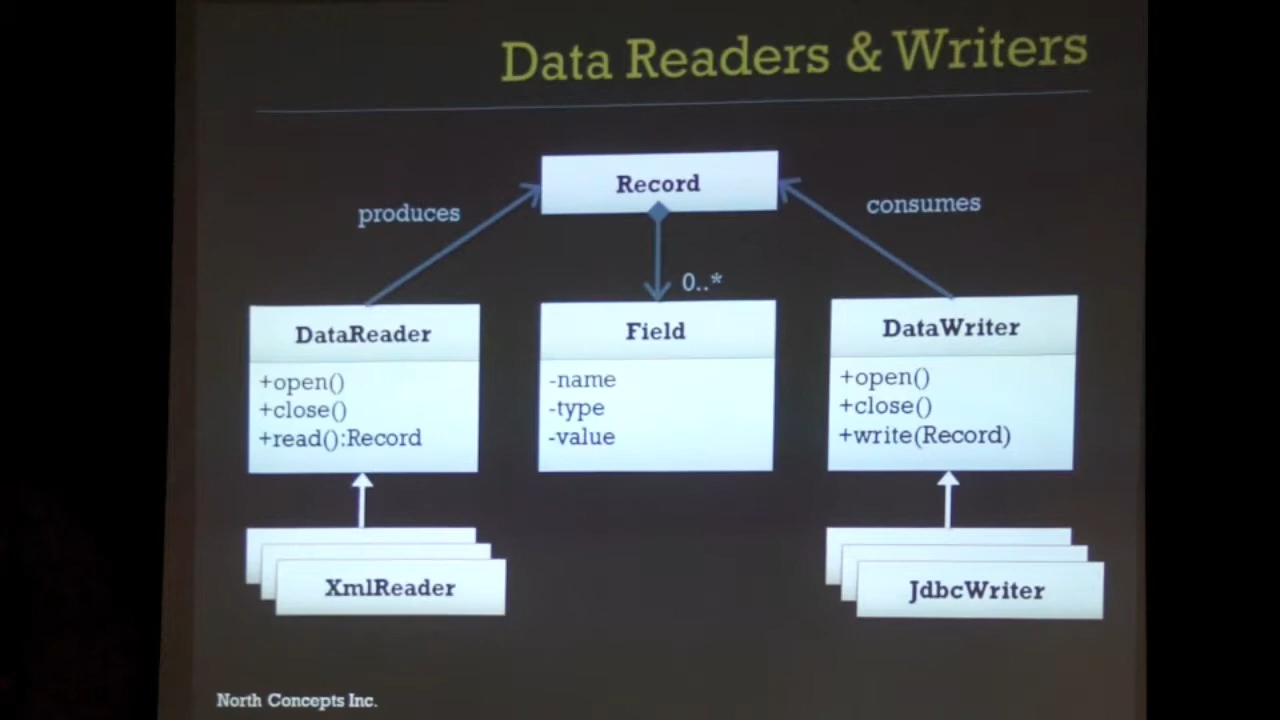 Data Readers & Writers
Record
produces
consumes
0..*
DataReader
+open()
+close()
+read():Record
Field
-name
-type
-value
DataWriter
+open()
+close()
+write(Record)
XmlReader
JdbcWriter
North Concepts Inc.